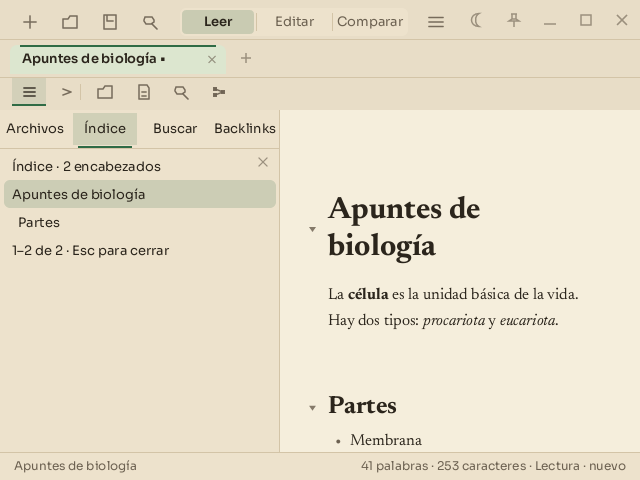 Leer Editar Comparar
Apuntes de biología •
Archivos Índice Buscar Backlinks
Índice · 2 encabezados
Apuntes de biología
Partes
1–2 de 2 · Esc para cerrar
Apuntes de
biología
La célula es la unidad básica de la vida.
Hay dos tipos: procariota y eucariota.
Partes
• Membrana
Apuntes de biología 41 palabras · 253 caracteres · Lectura · nuevo